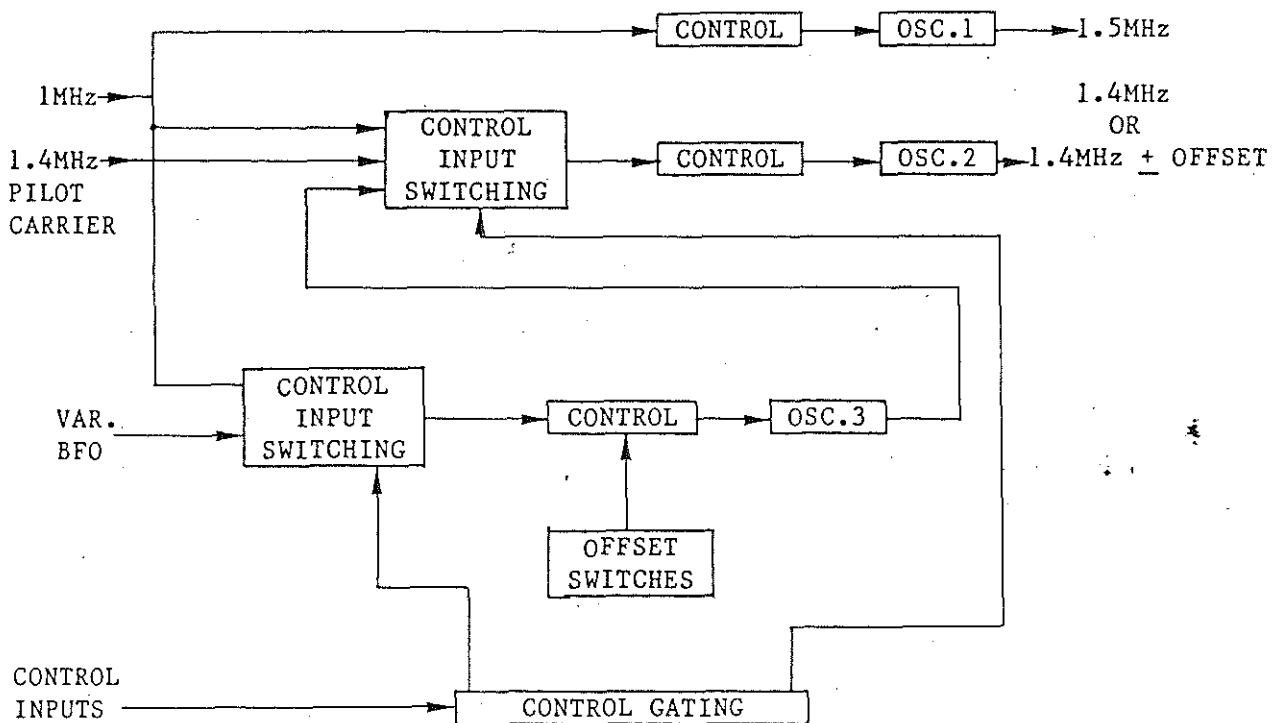 CONTROL
OSC.1
1.5MHz
1MHz
1.4MHz
PILOT
CARRIER
CONTROL
INPUT
SWITCHING
CONTROL
OSC.2
1.4MHz
OR
1.4MHz ± OFFSET
VAR.
BFO
CONTROL
INPUT
SWITCHING
CONTROL
OSC.3
OFFSET
SWITCHES
CONTROL
INPUTS
CONTROL GATING